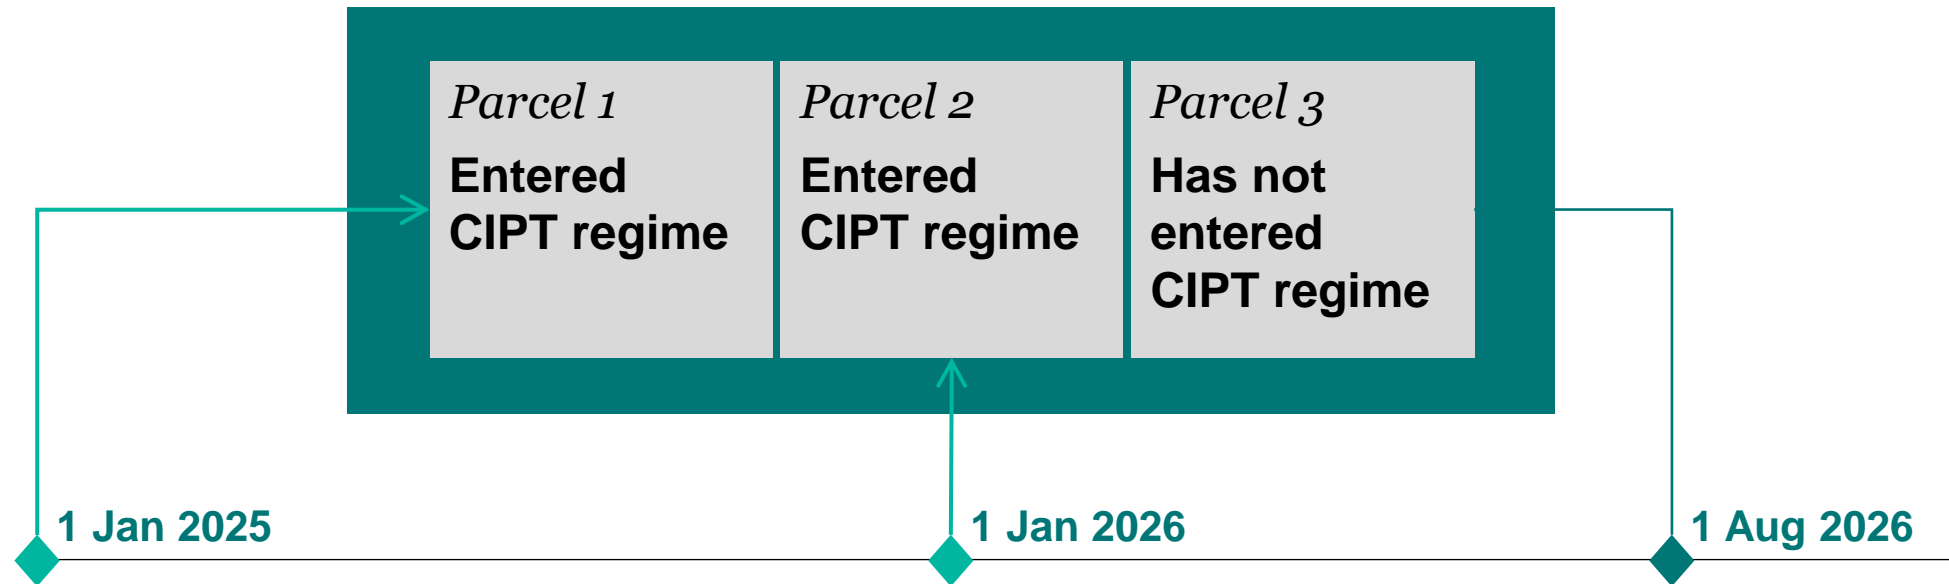 Parcel 1
Entered
CIPT regime
Parcel 2
Entered
CIPT regime
Parcel 3
Has not
entered
CIPT regime
1 Jan 2025
1 Jan 2026
1 Aug 2026